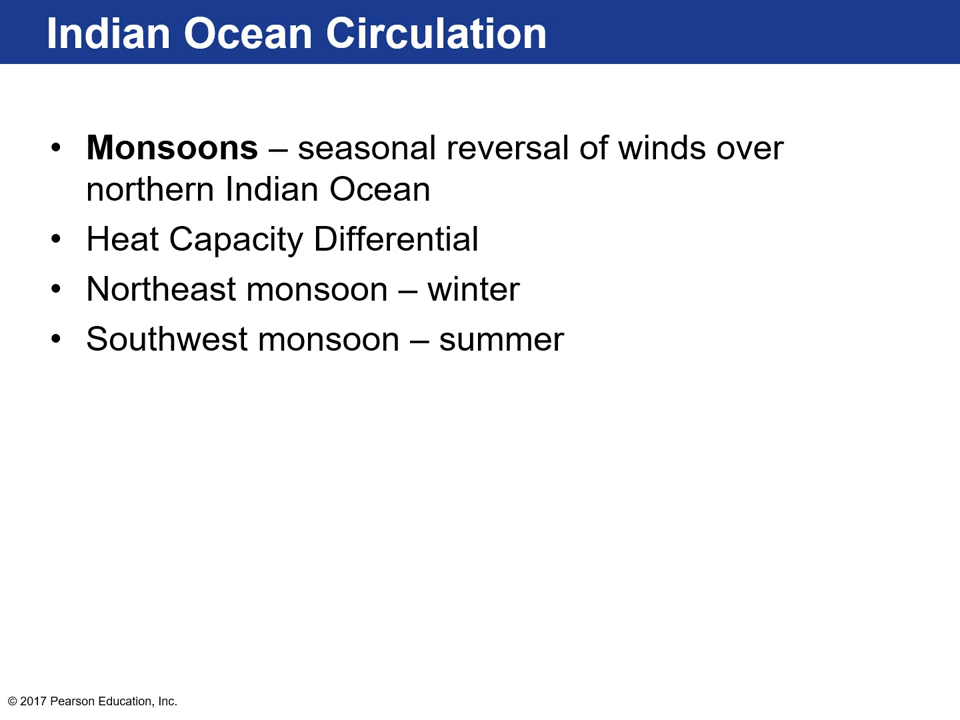 Indian Ocean Circulation
• Monsoons – seasonal reversal of winds over
northern Indian Ocean
• Heat Capacity Differential
• Northeast monsoon – winter
• Southwest monsoon – summer
© 2017 Pearson Education, Inc.